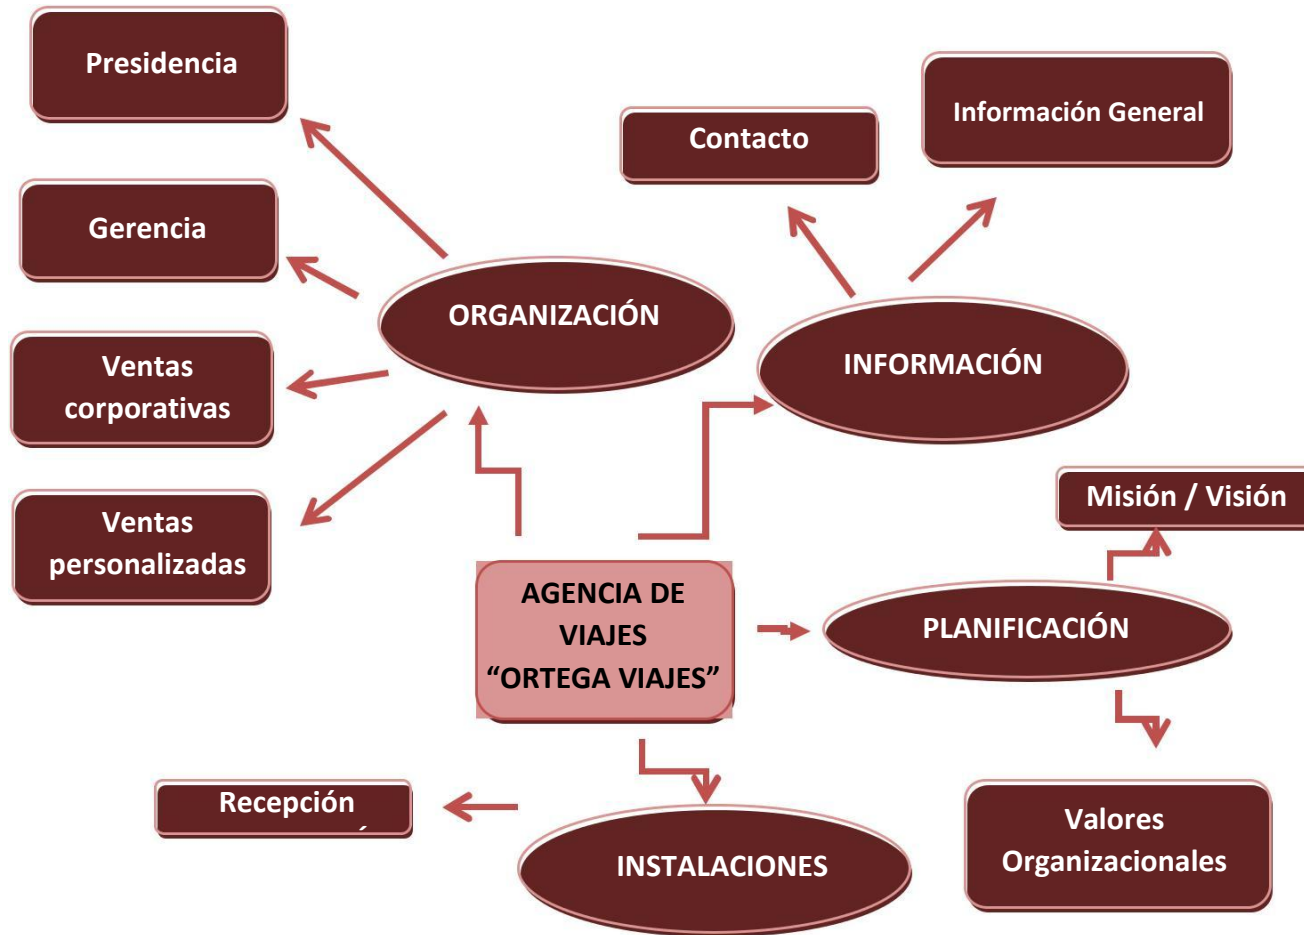 Presidencia
Información General
Contacto
Gerencia
ORGANIZACIÓN
INFORMACIÓN
Ventas
corporativas
Misión / Visión
Ventas
personalizadas
AGENCIA DE
VIAJES
“ORTEGA VIAJES”
PLANIFICACIÓN
Recepción
Valores
Organizacionales
INSTALACIONES